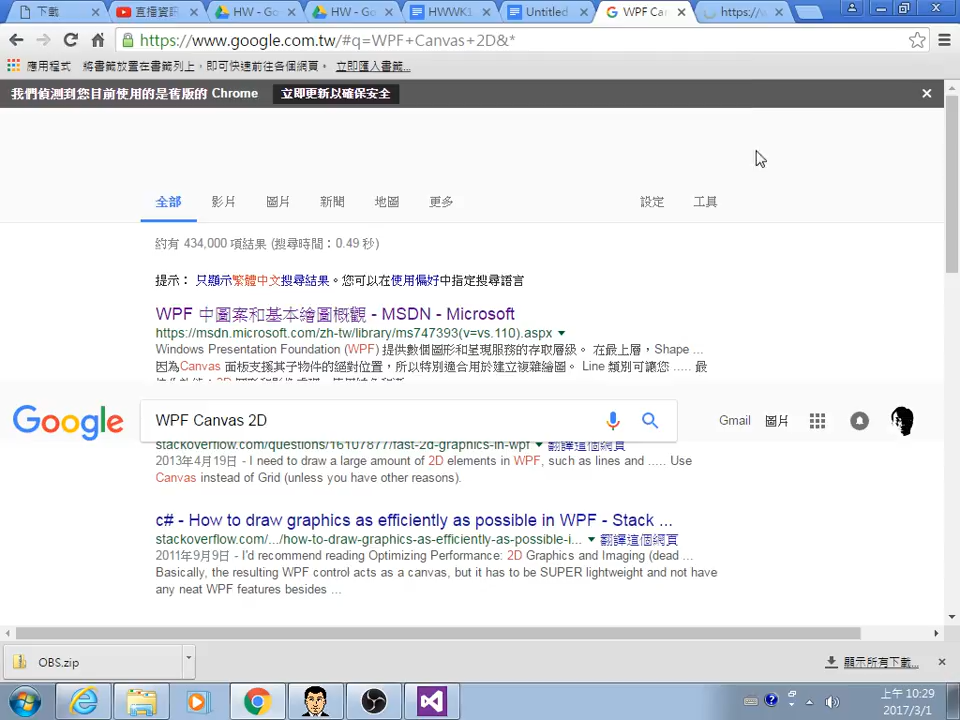 下載
直播資訊
HW - Go
HW - Go
HWWK1
Untitled
WPF Ca
https://w
https://www.google.com.tw/#q=WPF+Canvas+2D&*
應用程式 將書籤放置在書籤列上，即可快速前往各個網頁。 立即匯入書籤...
我們偵測到您目前使用的是舊版的 Chrome 立即更新以確保安全
全部 影片 圖片 新聞 地圖 更多 設定 工具
約有 434,000 項結果 (搜尋時間：0.49 秒)
提示： 只顯示繁體中文搜尋結果。您可以在使用偏好中指定搜尋語言
WPF 中圖案和基本繪圖概觀 - MSDN - Microsoft
https://msdn.microsoft.com/zh-tw/library/ms747393(v=vs.110).aspx
Windows Presentation Foundation (WPF) 提供數個圖形和呈現服務的存取層級。 在最上層，Shape ...
因為Canvas 面板支援其子物件的絕對位置，所以特別適合用於建立複雜繪圖。 Line 類別可讓您 ..... 最
Google WPF Canvas 2D Gmail 圖片
stackoverflow.com/questions/16107877/fast-2d-graphics-in-wpf 翻譯這個網頁
2013年4月19日 - I need to draw a large amount of 2D elements in WPF, such as lines and ..... Use
Canvas instead of Grid (unless you have other reasons).
c# - How to draw graphics as efficiently as possible in WPF - Stack ...
stackoverflow.com/.../how-to-draw-graphics-as-efficiently-as-possible-i... 翻譯這個網頁
2011年9月9日 - I'd recommend reading Optimizing Performance: 2D Graphics and Imaging (dead ...
Basically, the resulting WPF control acts as a canvas, but it has to be SUPER lightweight and not have
any neat WPF features besides ...
OBS.zip 顯示所有下載...
上午 10:29
2017/3/1